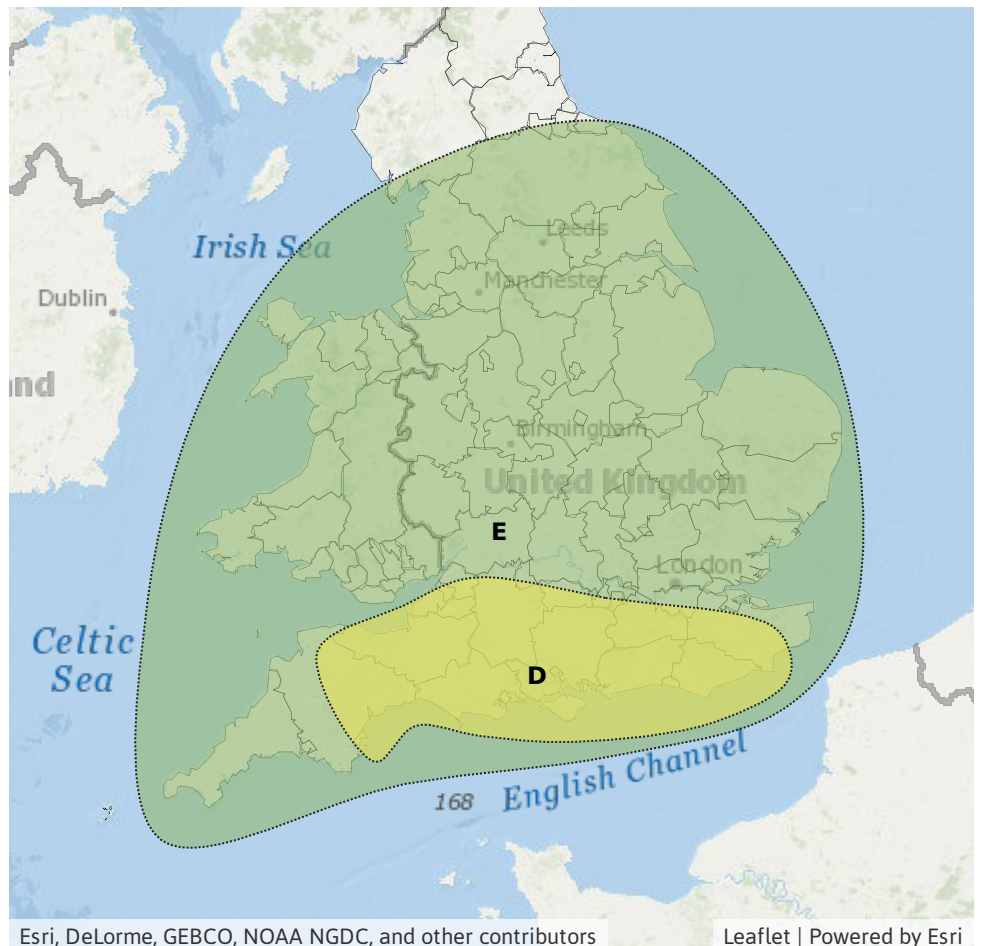 Leeds
Irish Sea
Manchester
Dublin
nd
Birmingham
United Kingdom
E
London
Celtic
Sea
D
English Channel
168
Esri, DeLorme, GEBCO, NOAA NGDC, and other contributors
Leaflet | Powered by Esri